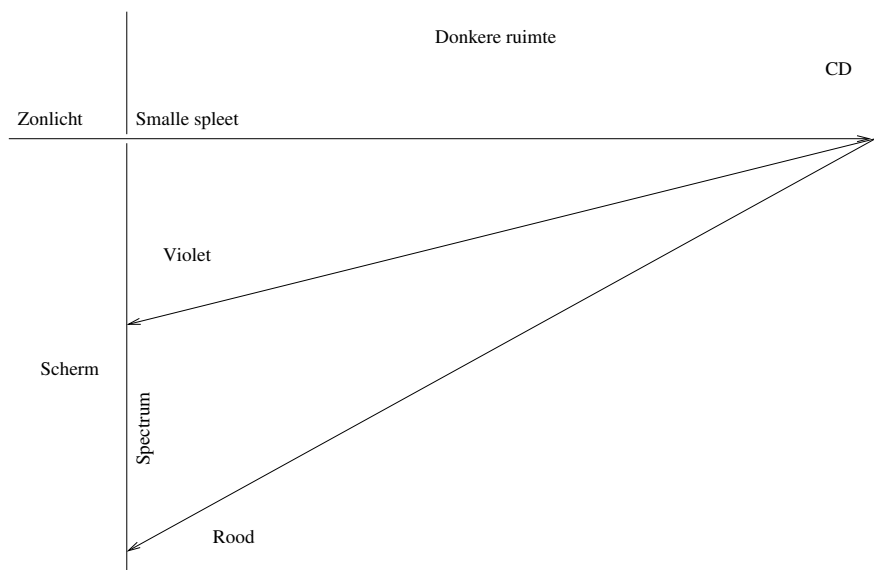 Donkere ruimte
CD
Zonlicht
Smalle spleet
Violet
Scherm
Spectrum
Rood